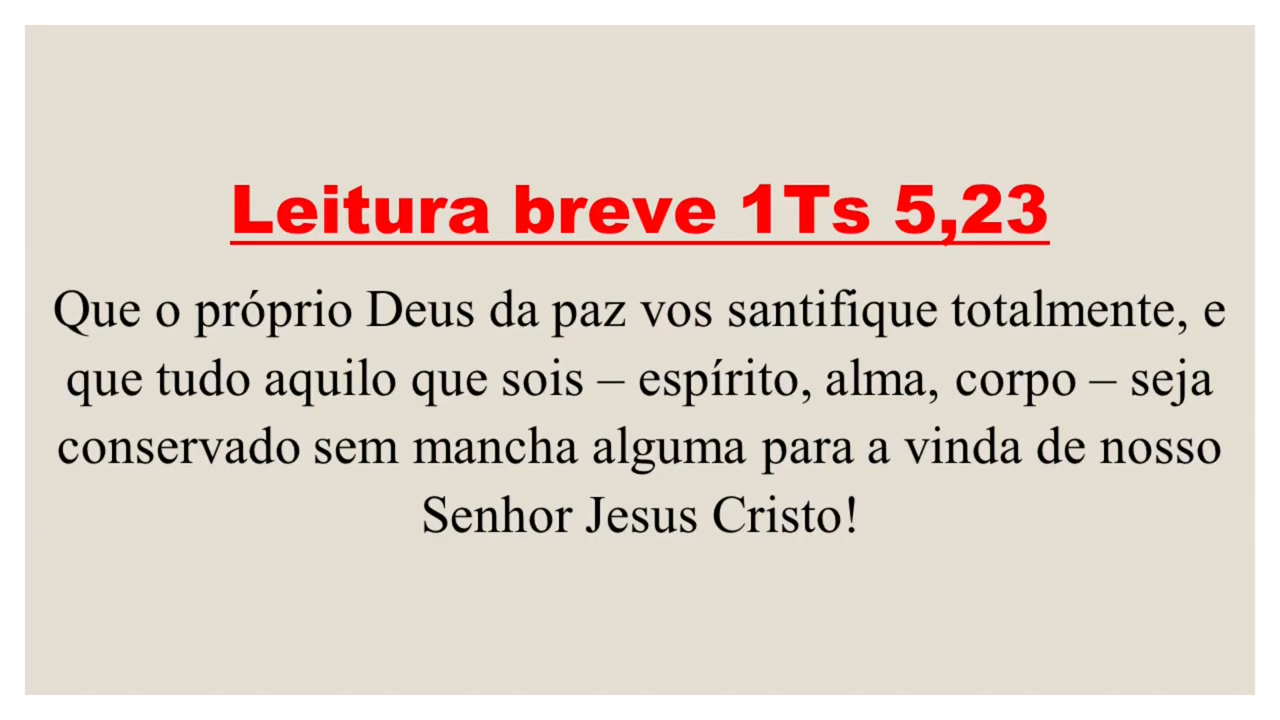 Leitura breve 1Ts 5,23
Que o próprio Deus da paz vos santifique totalmente, e
que tudo aquilo que sois – espírito, alma, corpo – seja
conservado sem mancha alguma para a vinda de nosso
Senhor Jesus Cristo!